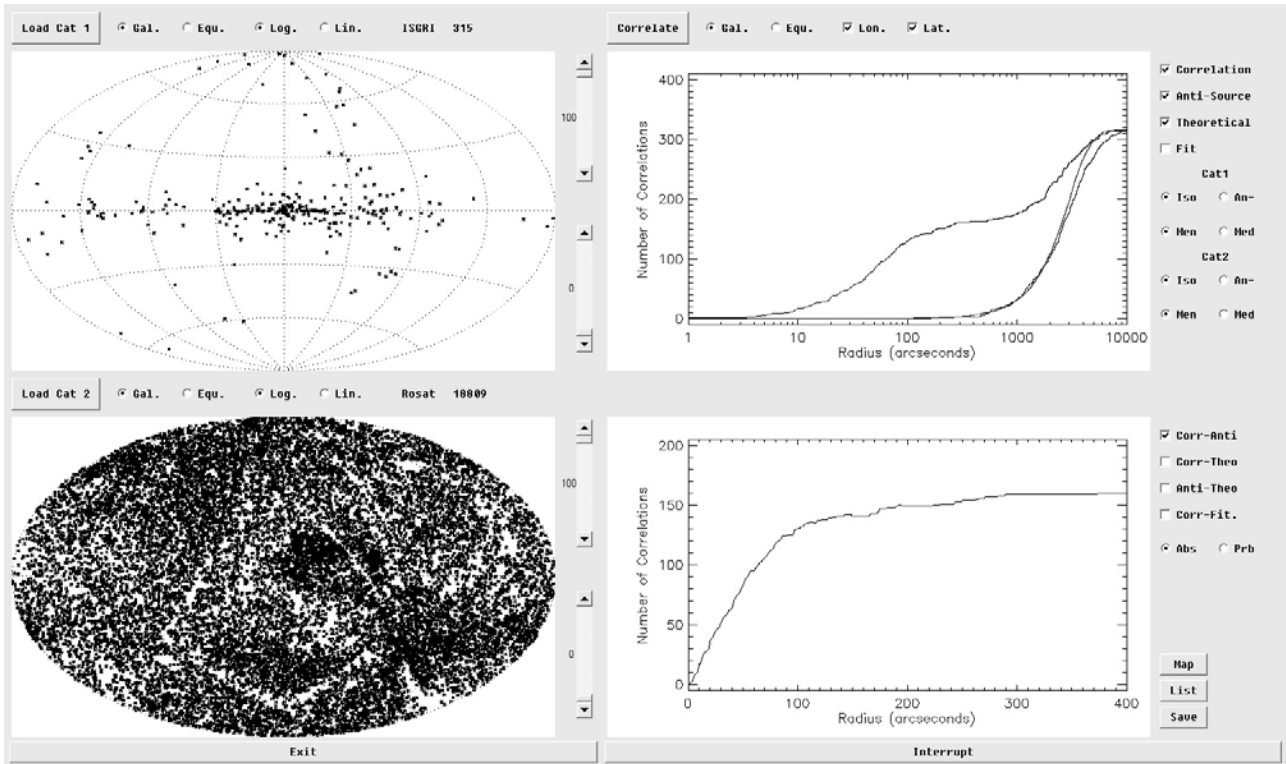 Load Cat 1 Gal. Equ. Log. Lin. ISGRI 315
100
0
Load Cat 2 Gal. Equ. Log. Lin. Rosat 18809
100
0
Exit
Correlate Gal. Equ. Lon. Lat.
400
300
200
100
0
Number of Correlations
1 10 100 1000 10000
Radius (arcseconds)
Correlation
Anti-Source
Theoretical
Fit
Cat1
Iso An-
Men Med
Cat2
Iso An-
Men Med
200
150
100
50
0
Number of Correlations
0 100 200 300 400
Radius (arcseconds)
Corr-Anti
Corr-Theo
Anti-Theo
Corr-Fit.
Abs Prb
Map
List
Save
Interrupt